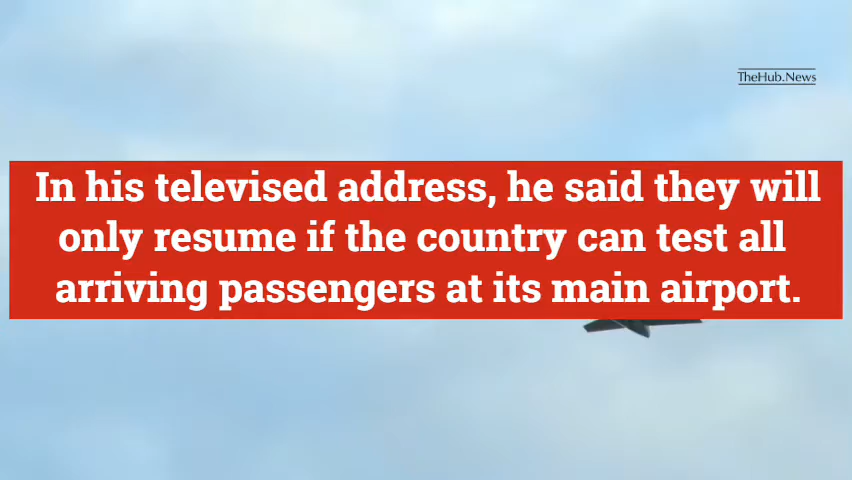 TheHub.News
In his televised address, he said they will
only resume if the country can test all
arriving passengers at its main airport.